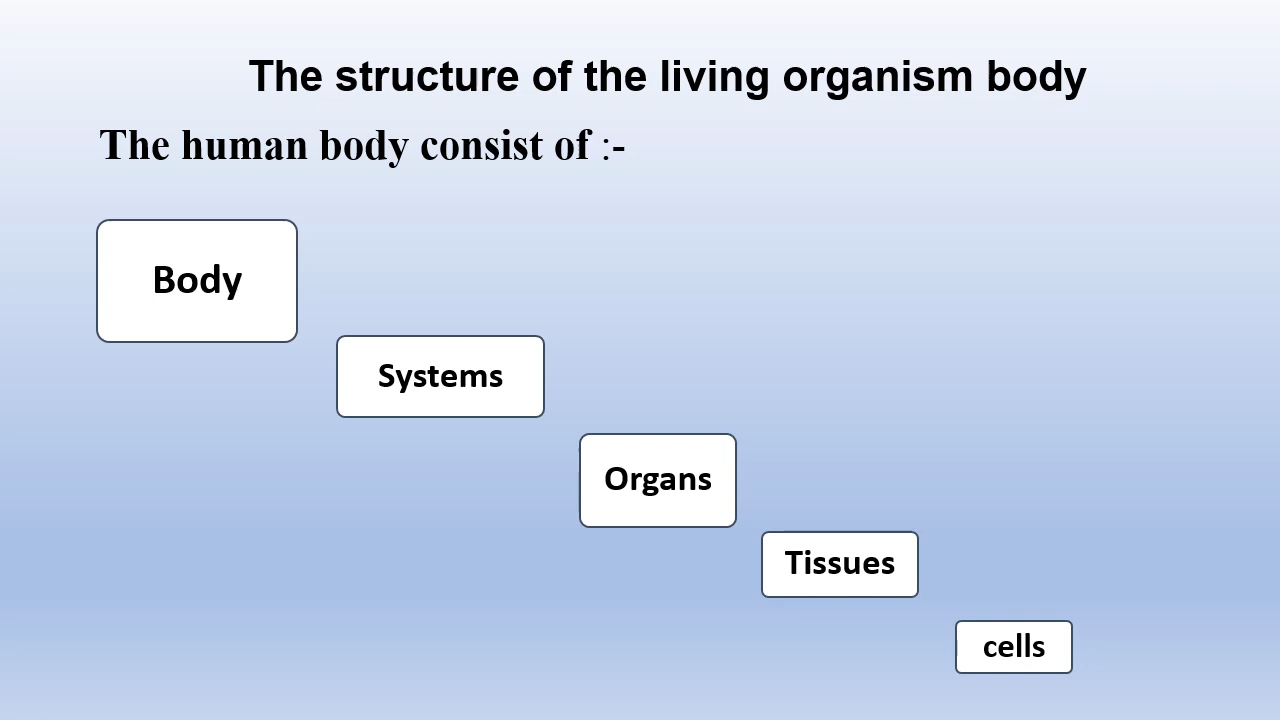 The structure of the living organism body
The human body consist of :-
Body
Systems
Organs
Tissues
cells